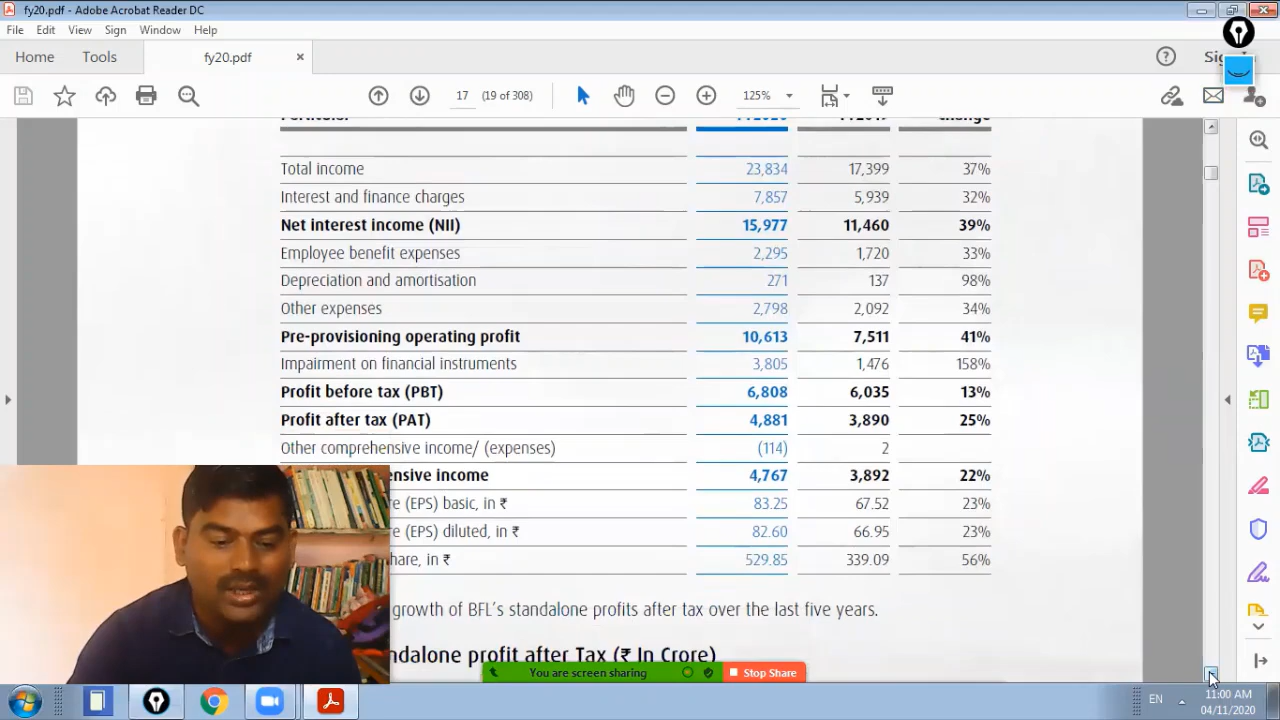 fy20.pdf - Adobe Acrobat Reader DC
File Edit View Sign Window Help
Home Tools fy20.pdf ×
17 (19 of 308) 125%
Total income 23,834 17,399 37%
Interest and finance charges 7,857 5,939 32%
Net interest income (NII) 15,977 11,460 39%
Employee benefit expenses 2,295 1,720 33%
Depreciation and amortisation 271 137 98%
Other expenses 2,798 2,092 34%
Pre-provisioning operating profit 10,613 7,511 41%
Impairment on financial instruments 3,805 1,476 158%
Profit before tax (PBT) 6,808 6,035 13%
Profit after tax (PAT) 4,881 3,890 25%
Other comprehensive income/ (expenses) (114) 2
ensive income 4,767 3,892 22%
re (EPS) basic, in ₹ 83.25 67.52 23%
re (EPS) diluted, in ₹ 82.60 66.95 23%
hare, in ₹ 529.85 339.09 56%
growth of BFL's standalone profits after tax over the last five years.
ndalone profit after Tax (₹ In Crore)
You are screen sharing Stop Share
EN 11:00 AM
04/11/2020